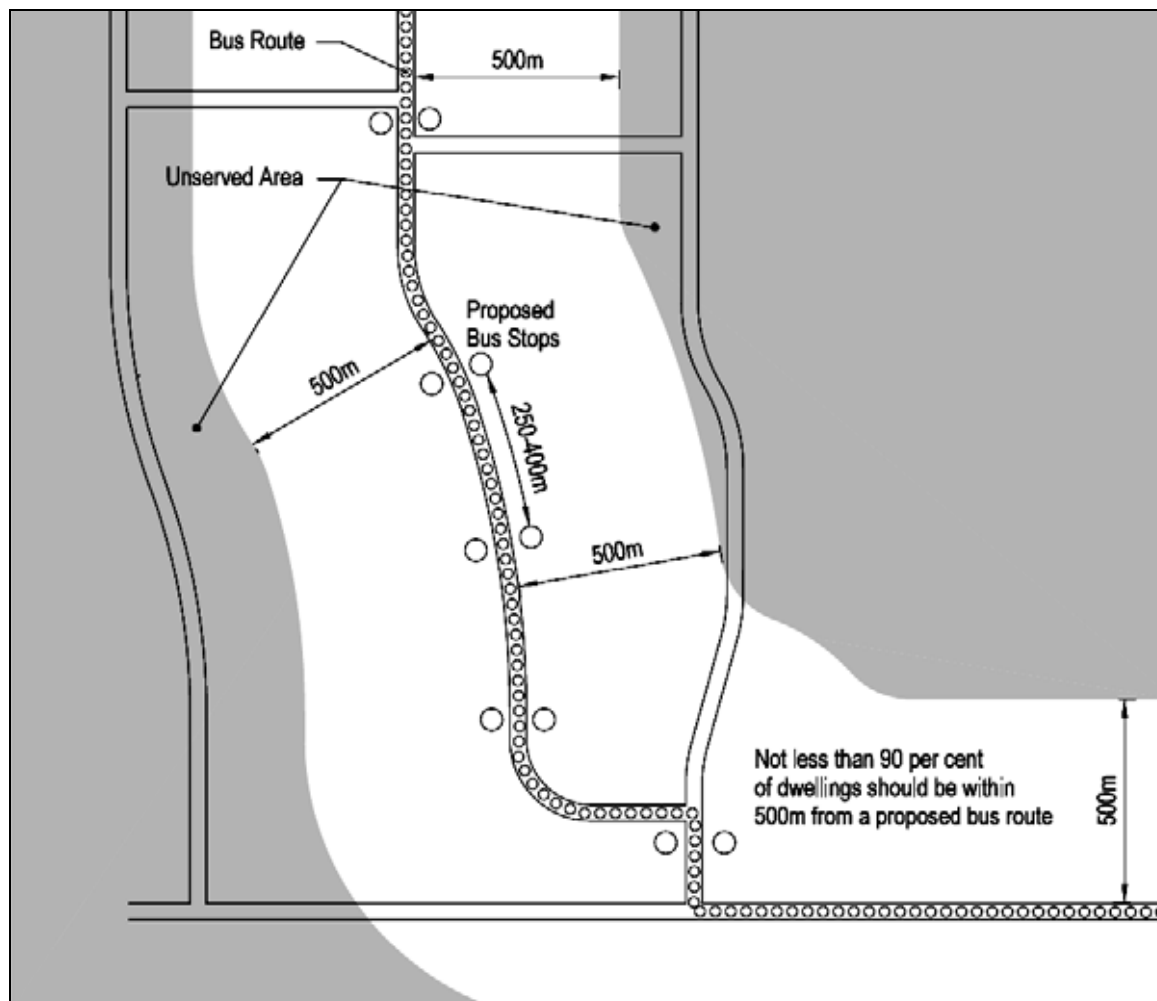 Bus Route
500m
Unserved Area
Proposed
Bus Stops
500m
250-400m
500m
Not less than 90 per cent
of dwellings should be within
500m from a proposed bus route
500m